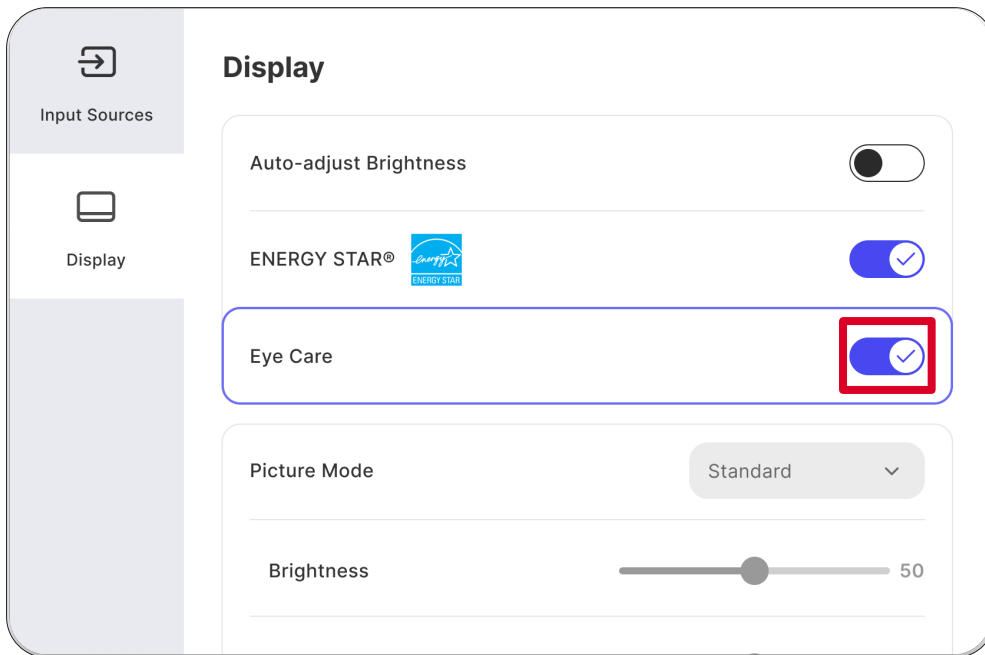 Input Sources
Display
Display
Auto-adjust Brightness
ENERGY STAR®
energy
ENERGY STAR
Eye Care
Picture Mode
Standard
Brightness
50